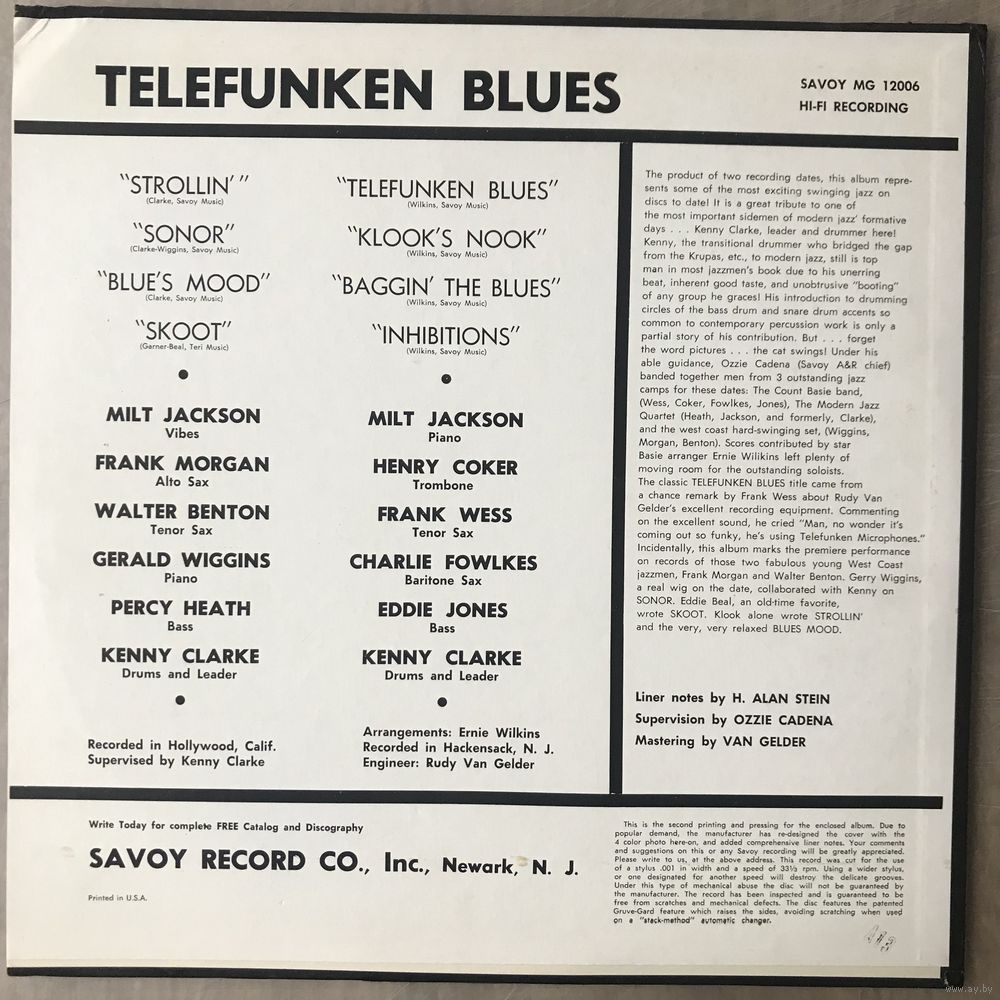 TELEFUNKEN BLUES
SAVOY MG 12006
HI-FI RECORDING
"STROLLIN'"
(Clarke, Savoy Music)
"SONOR"
(Clarke-Wiggins, Savoy Music)
"BLUE'S MOOD"
(Clarke, Savoy Music)
"SKOOT"
(Garner-Beal, Teri Music)
●
MILT JACKSON
Vibes
FRANK MORGAN
Alto Sax
WALTER BENTON
Tenor Sax
GERALD WIGGINS
Piano
PERCY HEATH
Bass
KENNY CLARKE
Drums and Leader
●
Recorded in Hollywood, Calif.
Supervised by Kenny Clarke
"TELEFUNKEN BLUES"
(Wilkins, Savoy Music)
"KLOOK'S NOOK"
(Wilkins, Savoy Music)
"BAGGIN' THE BLUES"
(Wilkins, Savoy Music)
"INHIBITIONS"
(Wilkins, Savoy Music)
●
MILT JACKSON
Piano
HENRY COKER
Trombone
FRANK WESS
Tenor Sax
CHARLIE FOWLKES
Baritone Sax
EDDIE JONES
Bass
KENNY CLARKE
Drums and Leader
●
Arrangements: Ernie Wilkins
Recorded in Hackensack, N. J.
Engineer: Rudy Van Gelder
The product of two recording dates, this album repre-
sents some of the most exciting swinging jazz on
discs to date! It is a great tribute to one of
the most important sidemen of modern jazz' formative
days . . . Kenny Clarke, leader and drummer here!
Kenny, the transitional drummer who bridged the gap
from the Krupas, etc., to modern jazz, still is top
man in most jazzmen's book due to his unerring
beat, inherent good taste, and unobtrusive "booting"
of any group he graces! His introduction to drumming
circles of the bass drum and snare drum accents so
common to contemporary percussion work is only a
partial story of his contribution. But . . . forget
the word pictures . . . the cat swings! Under his
able guidance, Ozzie Cadena (Savoy A&R chief)
banded together men from 3 outstanding jazz
camps for these dates: The Count Basie band,
(Wess, Coker, Fowlkes, Jones), The Modern Jazz
Quartet (Heath, Jackson, and formerly, Clarke),
and the west coast hard-swinging set, (Wiggins,
Morgan, Benton). Scores contributed by star
Basie arranger Ernie Wilikins left plenty of
moving room for the outstanding soloists.
The classic TELEFUNKEN BLUES title came from
a chance remark by Frank Wess about Rudy Van
Gelder's excellent recording equipment. Commenting
on the excellent sound, he cried "Man, no wonder it's
coming out so funky, he's using Telefunken Microphones."
Incidentally, this album marks the premiere performance
on records of those two fabulous young West Coast
jazzmen, Frank Morgan and Walter Benton. Gerry Wiggins,
a real wig on the date, collaborated with Kenny on
SONOR. Eddie Beal, an old-time favorite,
wrote SKOOT. Klook alone wrote STROLLIN'
and the very, very relaxed BLUES MOOD.
Liner notes by H. ALAN STEIN
Supervision by OZZIE CADENA
Mastering by VAN GELDER
Write Today for complete FREE Catalog and Discography
SAVOY RECORD CO., Inc., Newark, N. J.
Printed in U.S.A.
This is the second printing and pressing for the enclosed album. Due to
popular demand, the manufacturer has re-designed the cover with the
4 color photo here-on, and added comprehensive liner notes. Your comments
and suggestions on this or any Savoy recording will be greatly appreciated.
Please write to us, at the above address. This record was cut for the use
of a stylus .001 in width and a speed of 33⅓ rpm. Using a wider stylus,
or one designated for another speed will destroy the delicate grooves.
Under this type of mechanical abuse the disc will not be guaranteed by
the manufacturer. The record has been inspected and is guaranteed to be
free from scratches and mechanical defects. The disc features the patented
Gruve-Gard feature which raises the sides, avoiding scratching when used
on a "stack-method" automatic changer.
www.ay.by